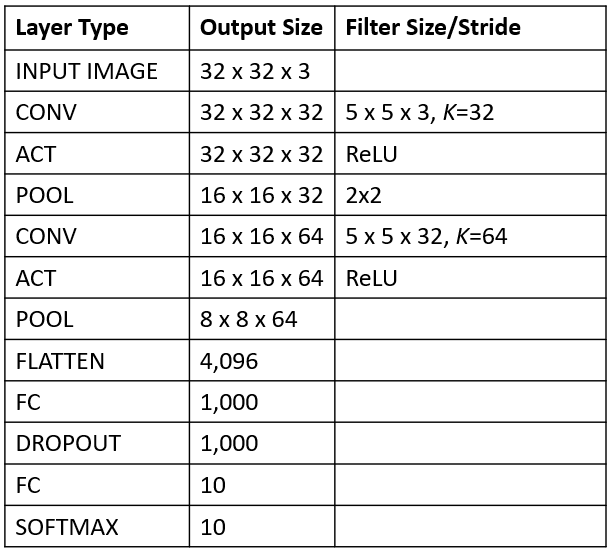 Layer Type Output Size Filter Size/Stride
INPUT IMAGE 32 x 32 x 3
CONV 32 x 32 x 32 5 x 5 x 3, K=32
ACT 32 x 32 x 32 ReLU
POOL 16 x 16 x 32 2x2
CONV 16 x 16 x 64 5 x 5 x 32, K=64
ACT 16 x 16 x 64 ReLU
POOL 8 x 8 x 64
FLATTEN 4,096
FC 1,000
DROPOUT 1,000
FC 10
SOFTMAX 10